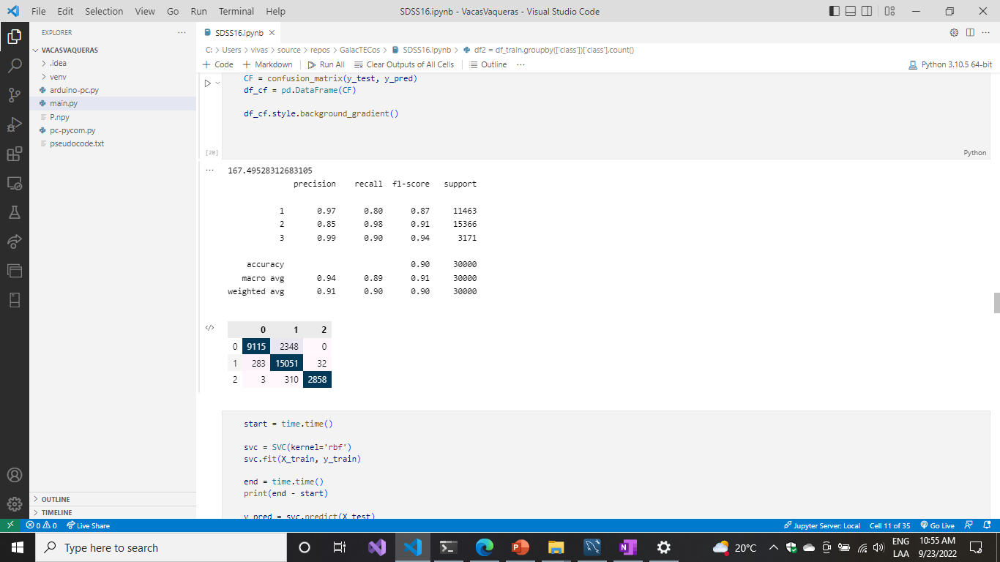 File Edit Selection View Go Run Terminal Help SDSS16.ipynb - VacasVaqueras - Visual Studio Code
EXPLORER ···
VACASVAQUERAS
.idea
venv
arduino-pc.py
main.py
P.npy
pc-pycom.py
pseudocode.txt
OUTLINE
TIMELINE
SDSS16.ipynb
C: > Users > vivas > source > repos > GalacTECos > SDSS16.ipynb > df2 = df_train.groupby(['class'])['class'].count()
+ Code + Markdown Run All Clear Outputs of All Cells Outline ··· Python 3.10.5 64-bit
CF = confusion_matrix(y_test, y_pred)
df_cf = pd.DataFrame(CF)
df_cf.style.background_gradient()
[20] Python
167.49528312683105
precision recall f1-score support
1 0.97 0.80 0.87 11463
2 0.85 0.98 0.91 15366
3 0.99 0.90 0.94 3171
accuracy 0.90 30000
macro avg 0.94 0.89 0.91 30000
weighted avg 0.91 0.90 0.90 30000
0 1 2
0 9115 2348 0
1 283 15051 32
2 3 310 2858
start = time.time()
svc = SVC(kernel='rbf')
svc.fit(X_train, y_train)
end = time.time()
print(end - start)
y_pred = svc.predict(X_test)
0 0 Live Share Jupyter Server: Local Cell 11 of 35 Go Live
Type here to search 20°C ENG 10:55 AM
LAA 9/23/2022